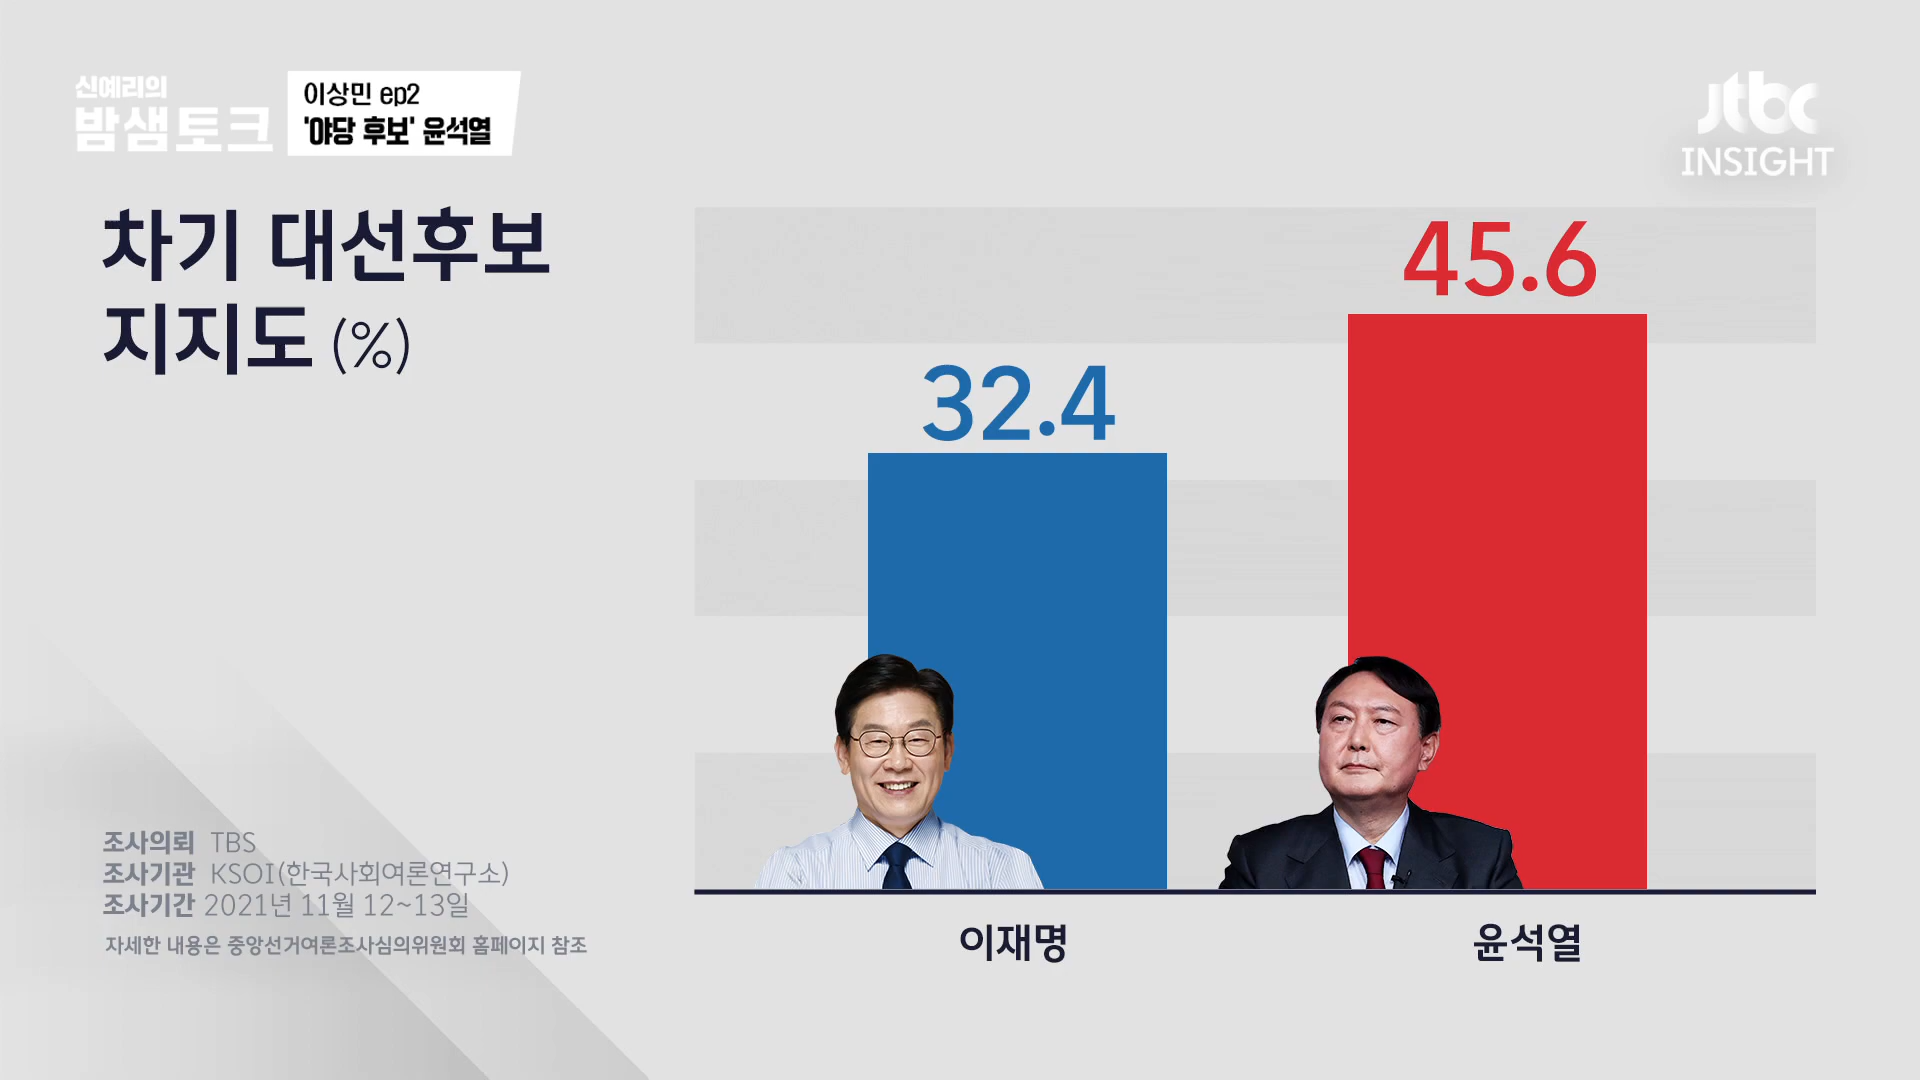 신예리의
밤샘토크
이상민 ep2
'야당 후보' 윤석열
jtbc
INSIGHT
차기 대선후보
지지도 (%)
32.4
45.6
이재명
윤석열
조사의뢰 TBS
조사기관 KSOI(한국사회여론연구소)
조사기간 2021년 11월 12~13일
자세한 내용은 중앙선거여론조사심의위원회 홈페이지 참조